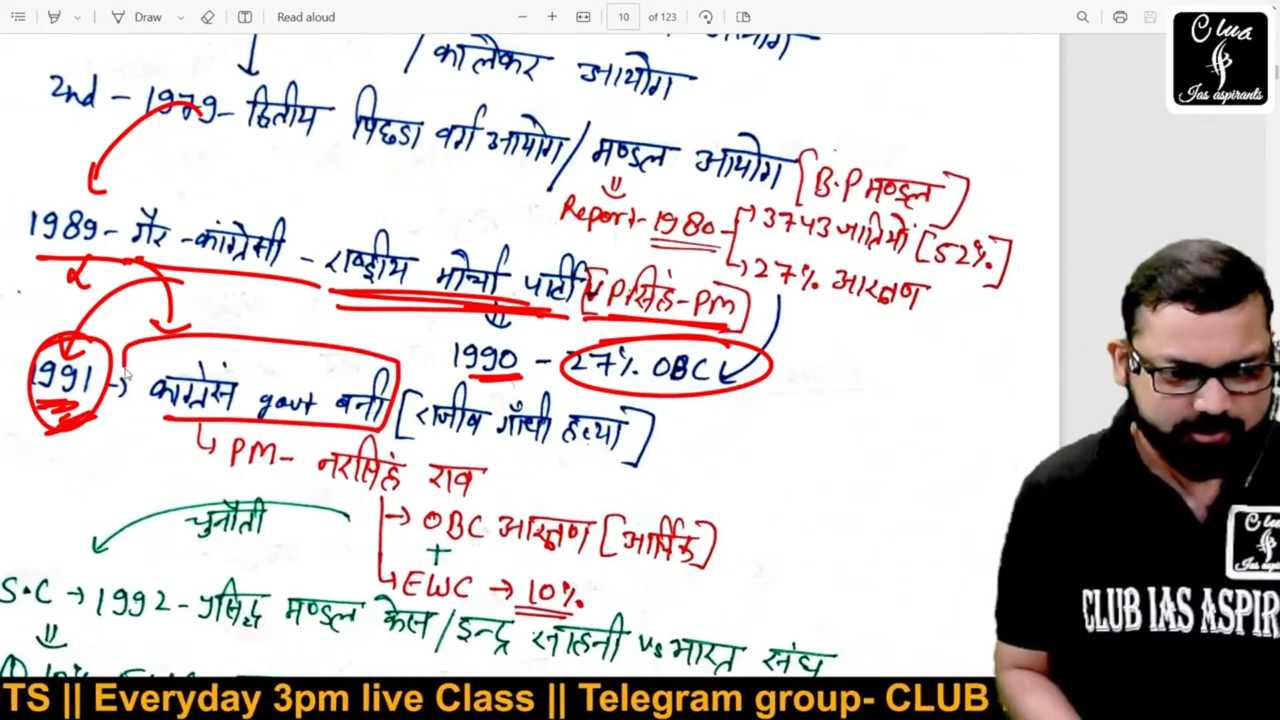 Draw
Read aloud
10 of 123
Clua
Ias aspirants
/कालेकर आयोग
2nd - 1979 - द्वितीय पिछडा वर्ग आयोग / मण्डल आयोग [B.P मण्डल]
Report - 1980 - 3743 जातियों [52%]
27% आरक्षण
1989 - गैर-कांग्रेसी - राष्ट्रीय मोर्चा पार्टी [VP सिंह - PM]
1990 - 27% OBC
1991 → कांग्रेस govt बनी [राजीव गाँधी हत्या]
PM - नरसिंह राव
चुनौती
→ OBC आरक्षण [आर्थिक]
+
EWC → 10%
S.C → 1992 - प्रसिद्ध मण्डल केस / इन्द्र साहनी vs भारत संघ
CLUB IAS ASPIR
TS || Everyday 3pm live Class || Telegram group- CLUB